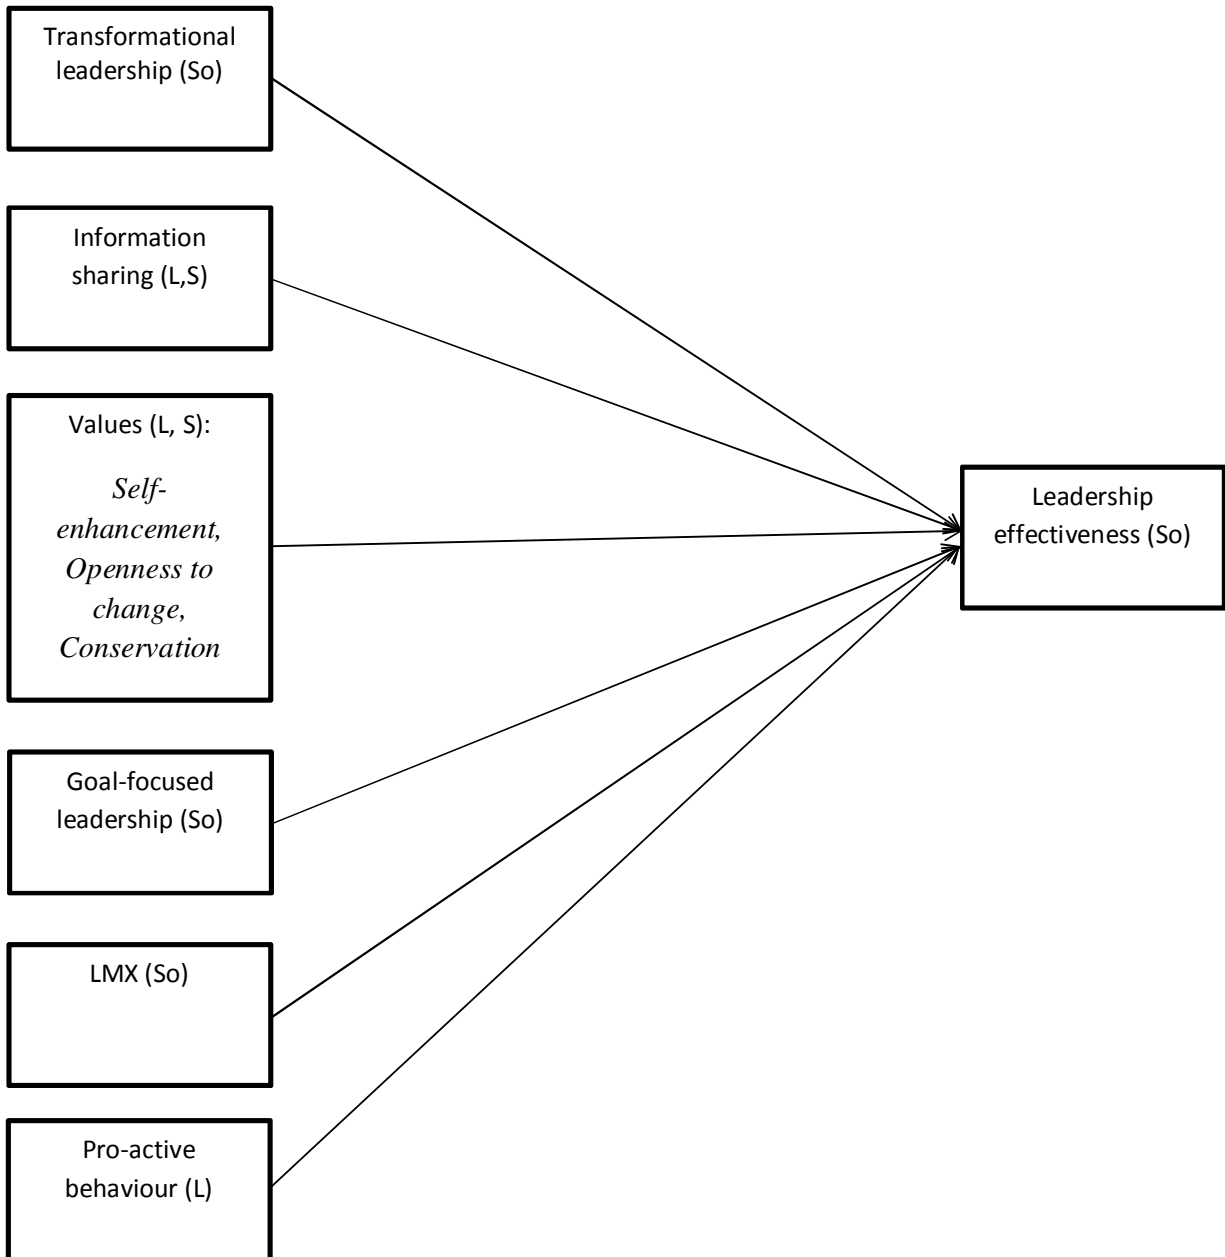 Transformational
leadership (So)
Information
sharing (L,S)
Values (L, S):
Self-
enhancement,
Openness to
change,
Conservation
Leadership
effectiveness (So)
Goal-focused
leadership (So)
LMX (So)
Pro-active
behaviour (L)